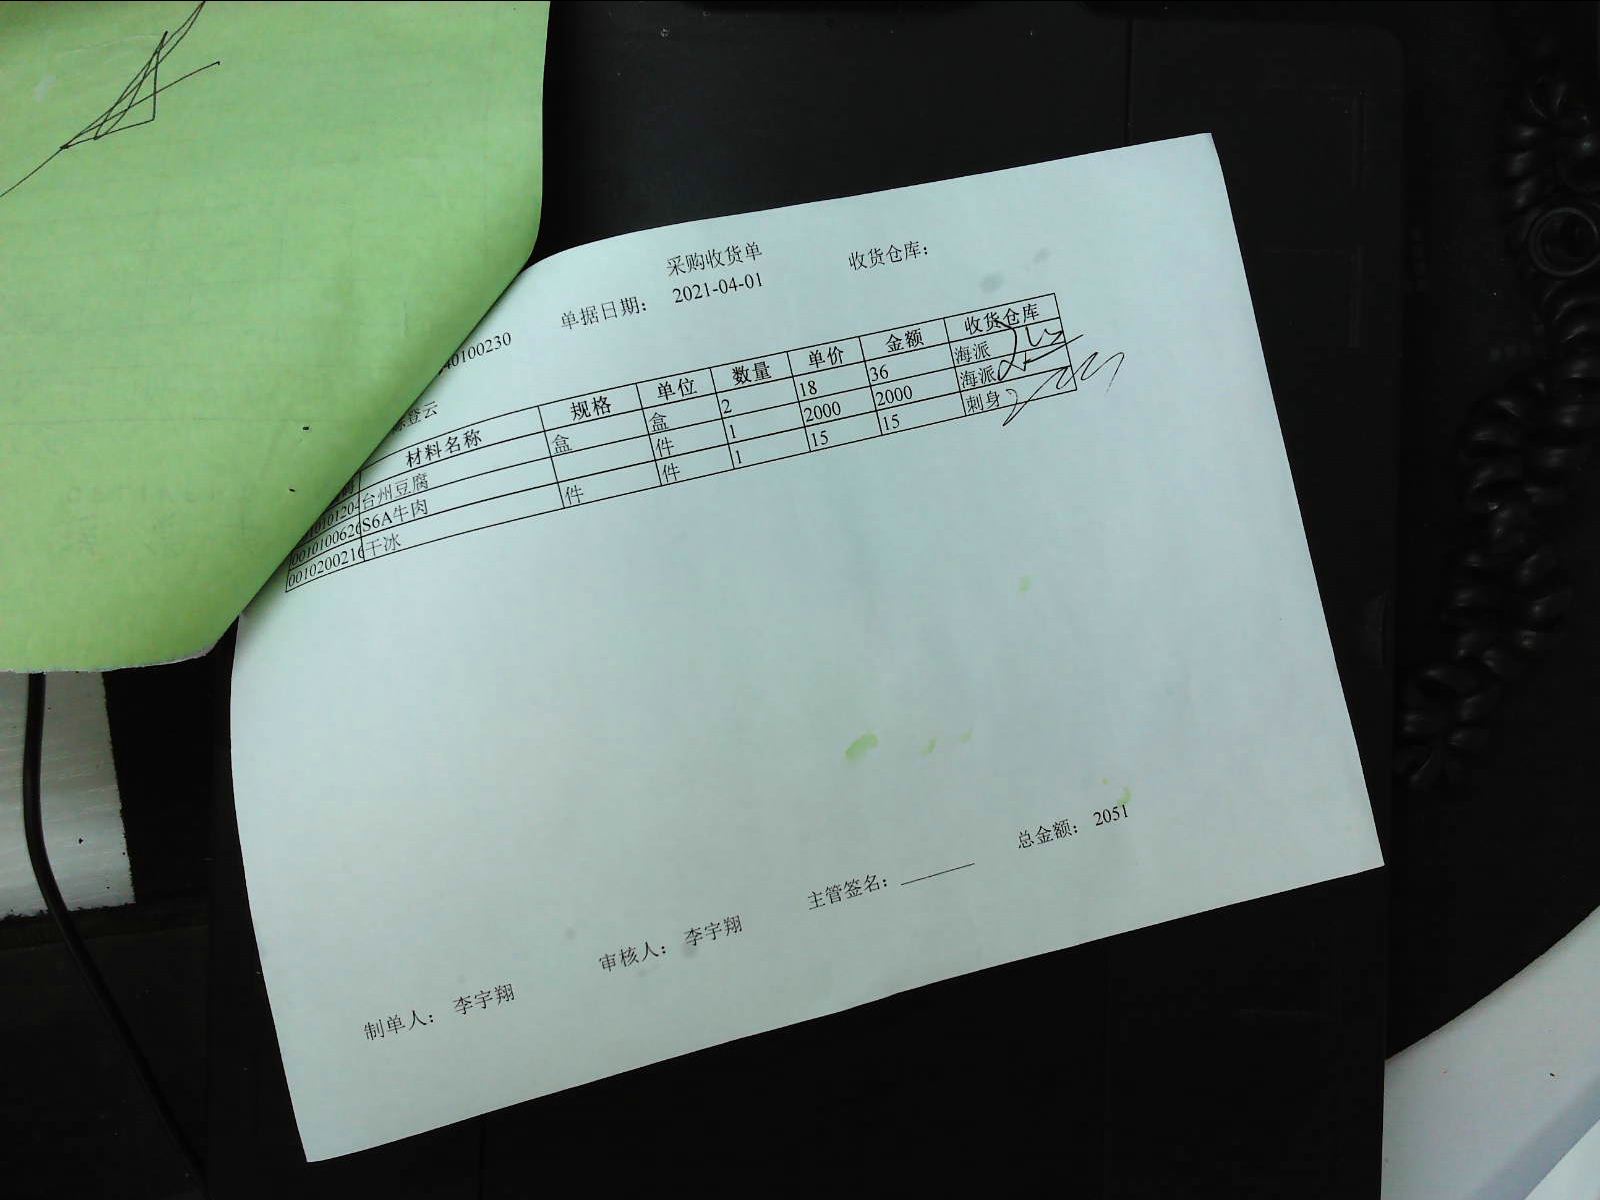 采购收货单 收货仓库：
单据日期： 2021-04-01
40100230
登云
材料名称 规格 单位 数量 单价 金额 收货仓库
台州豆腐 盒 盒 2 18 36 海派
0010100626 S6A牛肉 件 1 2000 2000 海派
0010200216 干冰 件 件 1 15 15 刺身
总金额： 2051
主管签名：
审核人： 李宇翔
制单人： 李宇翔